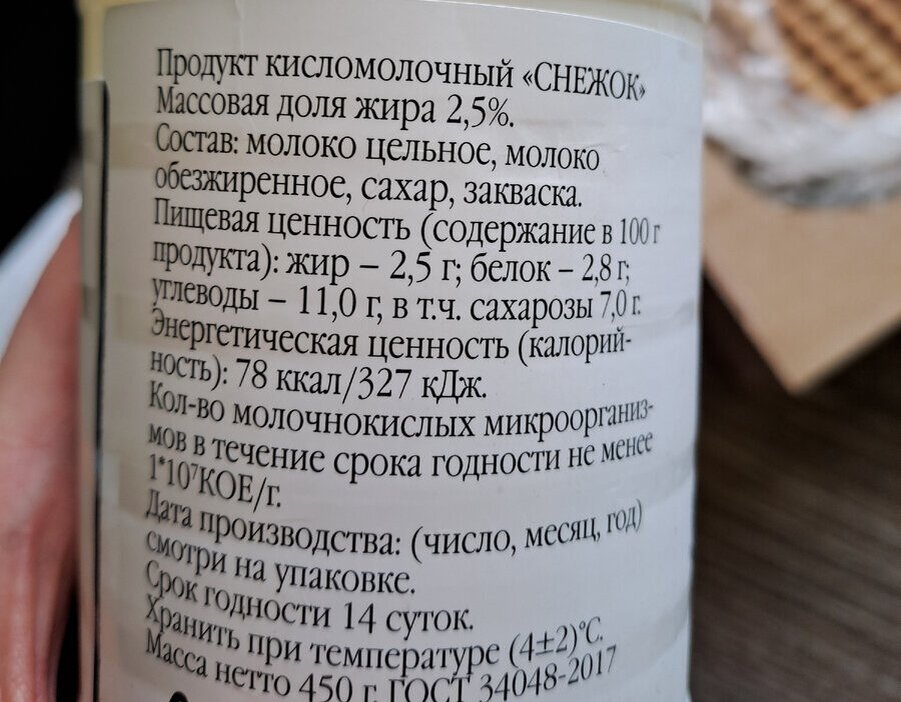 Продукт кисломолочный «СНЕЖОК»
Массовая доля жира 2,5%.
Состав: молоко цельное, молоко
обезжиренное, сахар, закваска.
Пищевая ценность (содержание в 100 г
продукта): жир – 2,5 г; белок – 2,8 г;
углеводы – 11,0 г, в т.ч. сахарозы 7,0 г.
Энергетическая ценность (калорий-
ность): 78 ккал/327 кДж.
Кол-во молочнокислых микроорганиз-
мов в течение срока годности не менее
1*10⁷КОЕ/г.
Дата производства: (число, месяц, год)
смотри на упаковке.
Срок годности 14 суток.
Хранить при температуре (4±2)°С.
Масса нетто 450 г. ГОСТ 34048-2017